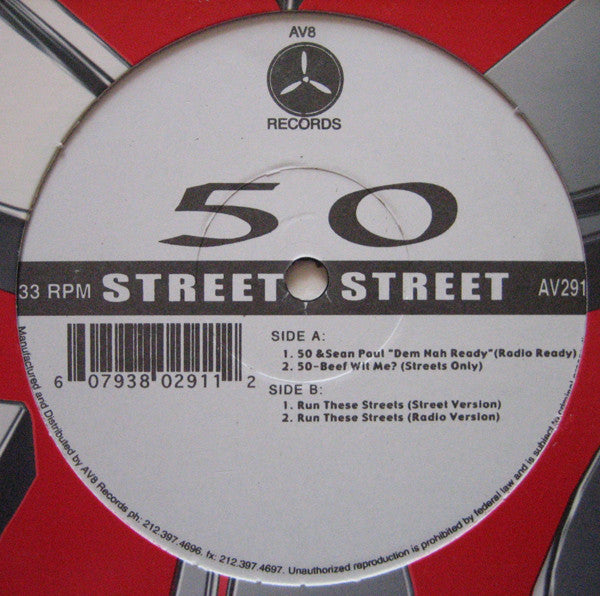 AV8
RECORDS
50
33 RPM STREET STREET AV291
SIDE A:
1. 50 &Sean Paul "Dem Nah Ready"(Radio Ready)
2. 50-Beef Wit Me? (Streets Only)
SIDE B:
1. Run These Streets (Street Version)
2. Run These Streets (Radio Version)
6 07938 02911 2
Manufactured and Distributed by AV8 Records ph: 212.397.4696. fx: 212.397.4697. Unauthorized reproduction is prohibited by federal law and is subject to criminal